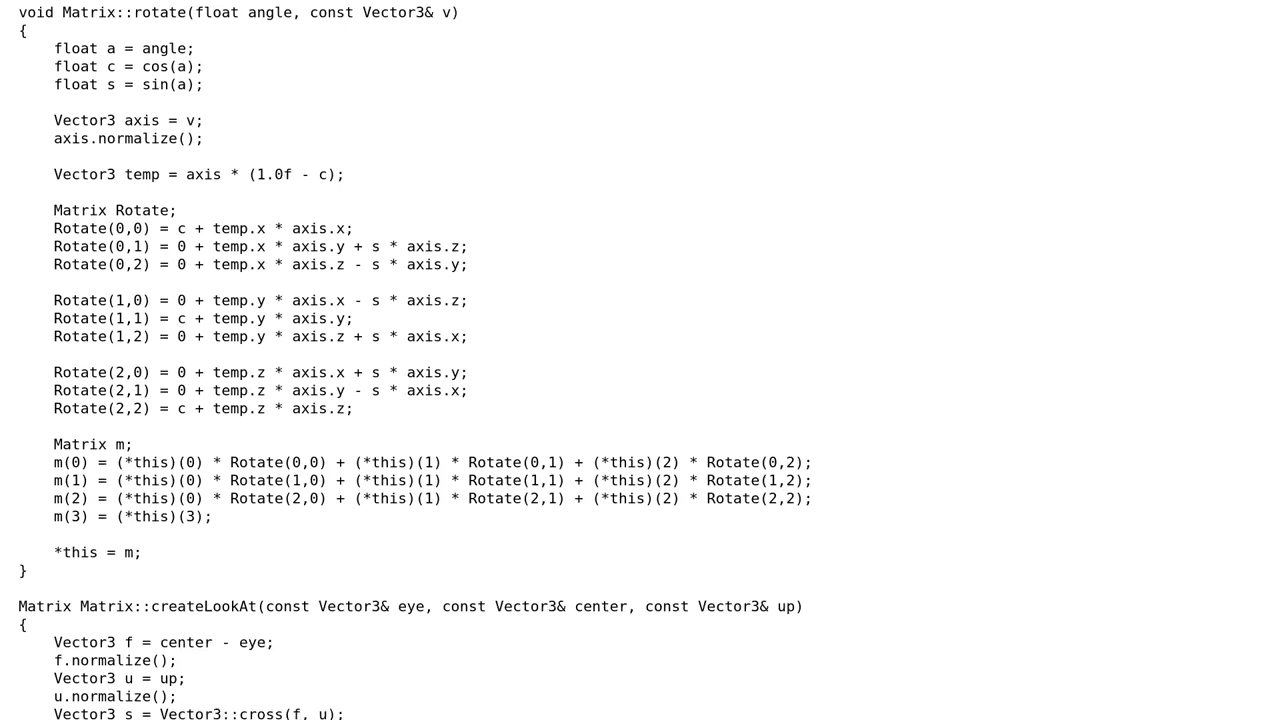 void Matrix::rotate(float angle, const Vector3& v)
{
    float a = angle;
    float c = cos(a);
    float s = sin(a);

    Vector3 axis = v;
    axis.normalize();

    Vector3 temp = axis * (1.0f - c);

    Matrix Rotate;
    Rotate(0,0) = c + temp.x * axis.x;
    Rotate(0,1) = 0 + temp.x * axis.y + s * axis.z;
    Rotate(0,2) = 0 + temp.x * axis.z - s * axis.y;

    Rotate(1,0) = 0 + temp.y * axis.x - s * axis.z;
    Rotate(1,1) = c + temp.y * axis.y;
    Rotate(1,2) = 0 + temp.y * axis.z + s * axis.x;

    Rotate(2,0) = 0 + temp.z * axis.x + s * axis.y;
    Rotate(2,1) = 0 + temp.z * axis.y - s * axis.x;
    Rotate(2,2) = c + temp.z * axis.z;

    Matrix m;
    m(0) = (*this)(0) * Rotate(0,0) + (*this)(1) * Rotate(0,1) + (*this)(2) * Rotate(0,2);
    m(1) = (*this)(0) * Rotate(1,0) + (*this)(1) * Rotate(1,1) + (*this)(2) * Rotate(1,2);
    m(2) = (*this)(0) * Rotate(2,0) + (*this)(1) * Rotate(2,1) + (*this)(2) * Rotate(2,2);
    m(3) = (*this)(3);

    *this = m;
}

Matrix Matrix::createLookAt(const Vector3& eye, const Vector3& center, const Vector3& up)
{
    Vector3 f = center - eye;
    f.normalize();
    Vector3 u = up;
    u.normalize();
    Vector3 s = Vector3::cross(f, u);